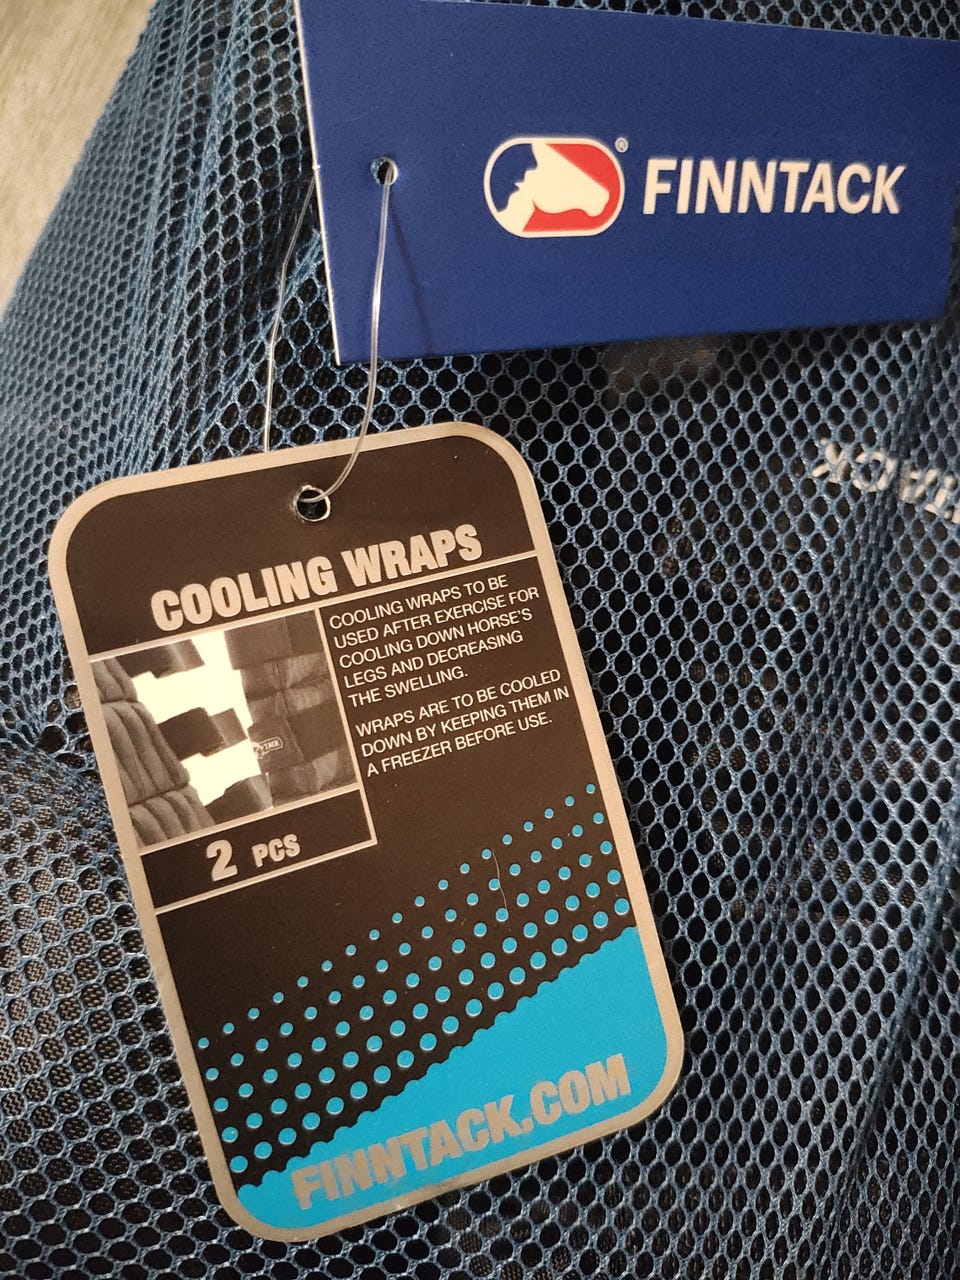 ® FINNTACK
COOLING WRAPS
COOLING WRAPS TO BE
USED AFTER EXERCISE FOR
COOLING DOWN HORSE'S
LEGS AND DECREASING
THE SWELLING.
WRAPS ARE TO BE COOLED
DOWN BY KEEPING THEM IN
A FREEZER BEFORE USE.
2 PCS
FINNTACK.COM